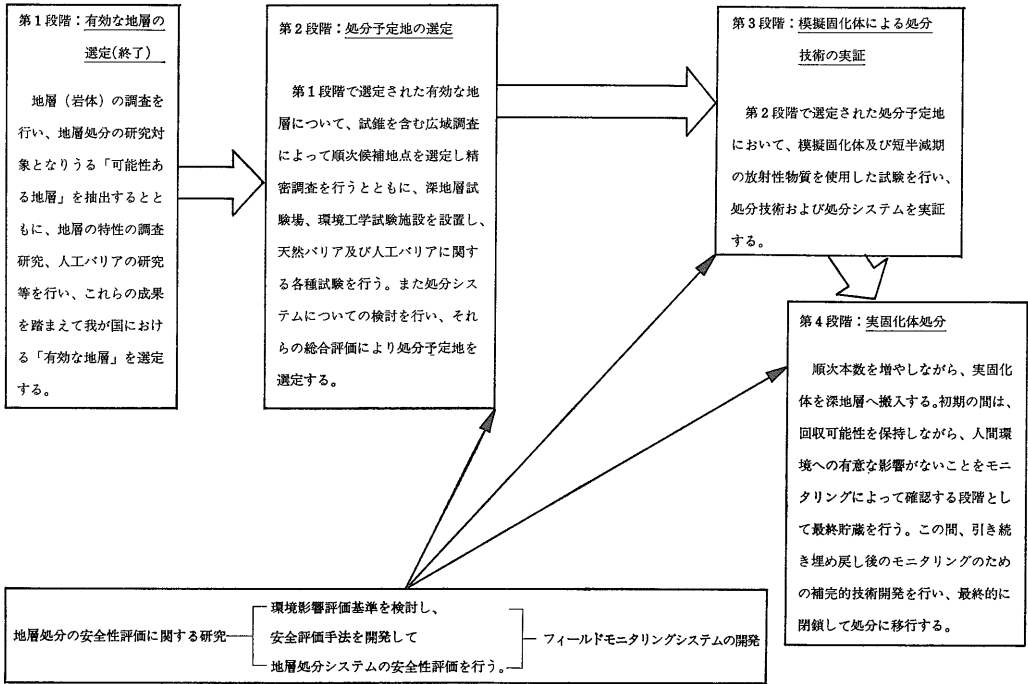 第1段階：有効な地層の
選定(終了)
地層（岩体）の調査を
行い、地層処分の研究対
象となりうる「可能性あ
る地層」を抽出するとと
もに、地層の特性の調査
研究、人工バリアの研究
等を行い、これらの成果
を踏まえて我が国におけ
る「有効な地層」を選定
する。
第2段階：処分予定地の選定
第1段階で選定された有効な地
層について、試錐を含む広域調査
によって順次候補地点を選定し精
密調査を行うとともに、深地層試
験場、環境工学試験施設を設置し、
天然バリア及び人工バリアに関す
る各種試験を行う。また処分シス
テムについての検討を行い、それ
らの総合評価により処分予定地を
選定する。
第3段階：模擬固化体による処分
技術の実証
第2段階で選定された処分予定地
において、模擬固化体及び短半減期
の放射性物質を使用した試験を行い、
処分技術および処分システムを実証
する。
第4段階：実固化体処分
順次本数を増やしながら、実固化
体を深地層へ搬入する。初期の間は、
回収可能性を保持しながら、人間環
境への有意な影響がないことをモニ
タリングによって確認する段階とし
て最終貯蔵を行う。この間、引き続
き埋め戻し後のモニタリングのため
の補完的技術開発を行い、最終的に
閉鎖して処分に移行する。
地層処分の安全性評価に関する研究
環境影響評価基準を検討し、
安全評価手法を開発して
地層処分システムの安全性評価を行う。
フィールドモニタリングシステムの開発